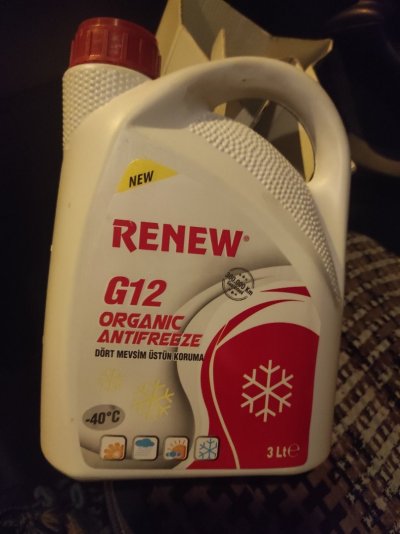 NEW
RENEW®
G12
ORGANIC
ANTIFREEZE
DÖRT MEVSİM ÜSTÜN KORUMA
-40°C
3 Lt ℮